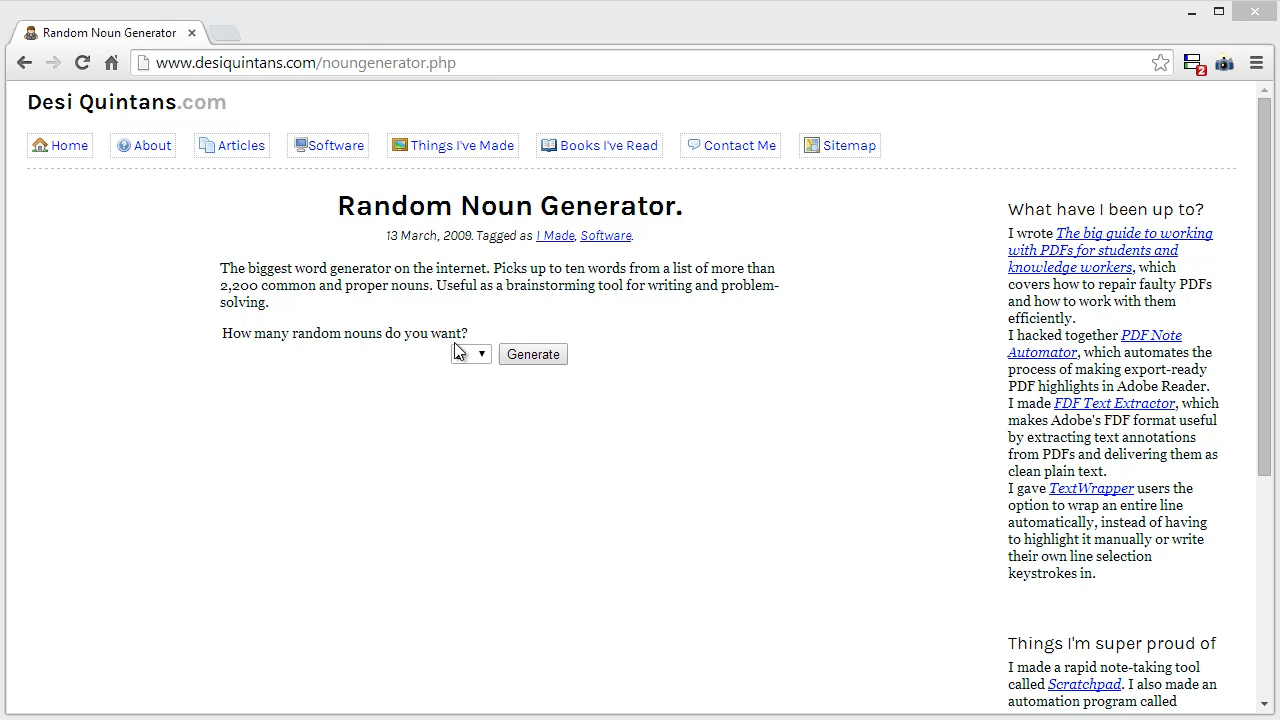 Random Noun Generator
www.desiquintans.com/noungenerator.php
2
Desi Quintans.com
Home About Articles Software Things I've Made Books I've Read Contact Me Sitemap
Random Noun Generator.
13 March, 2009. Tagged as I Made, Software.
The biggest word generator on the internet. Picks up to ten words from a list of more than
2,200 common and proper nouns. Useful as a brainstorming tool for writing and problem-
solving.
How many random nouns do you want?
Generate
What have I been up to?
I wrote The big guide to working
with PDFs for students and
knowledge workers, which
covers how to repair faulty PDFs
and how to work with them
efficiently.
I hacked together PDF Note
Automator, which automates the
process of making export-ready
PDF highlights in Adobe Reader.
I made FDF Text Extractor, which
makes Adobe's FDF format useful
by extracting text annotations
from PDFs and delivering them as
clean plain text.
I gave TextWrapper users the
option to wrap an entire line
automatically, instead of having
to highlight it manually or write
their own line selection
keystrokes in.
Things I'm super proud of
I made a rapid note-taking tool
called Scratchpad. I also made an
automation program called